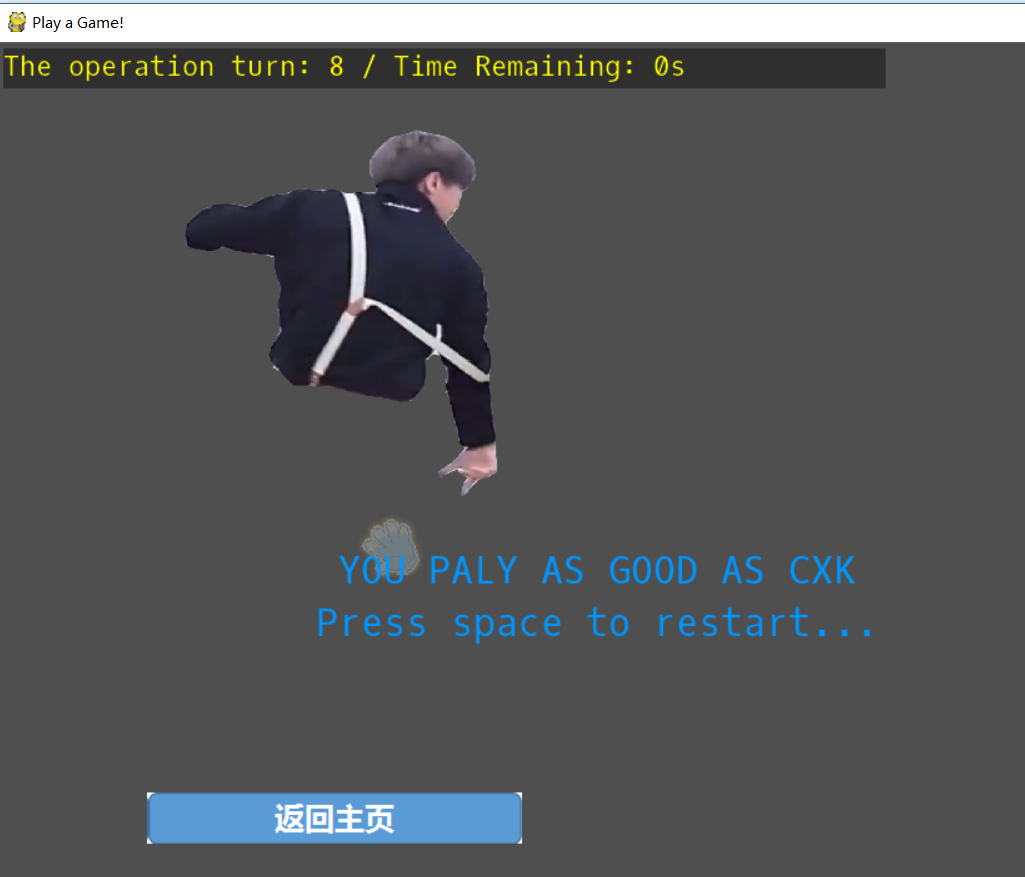 Play a Game!
The operation turn: 8 / Time Remaining: 0s
YOU PALY AS GOOD AS CXK
Press space to restart...
返回主页